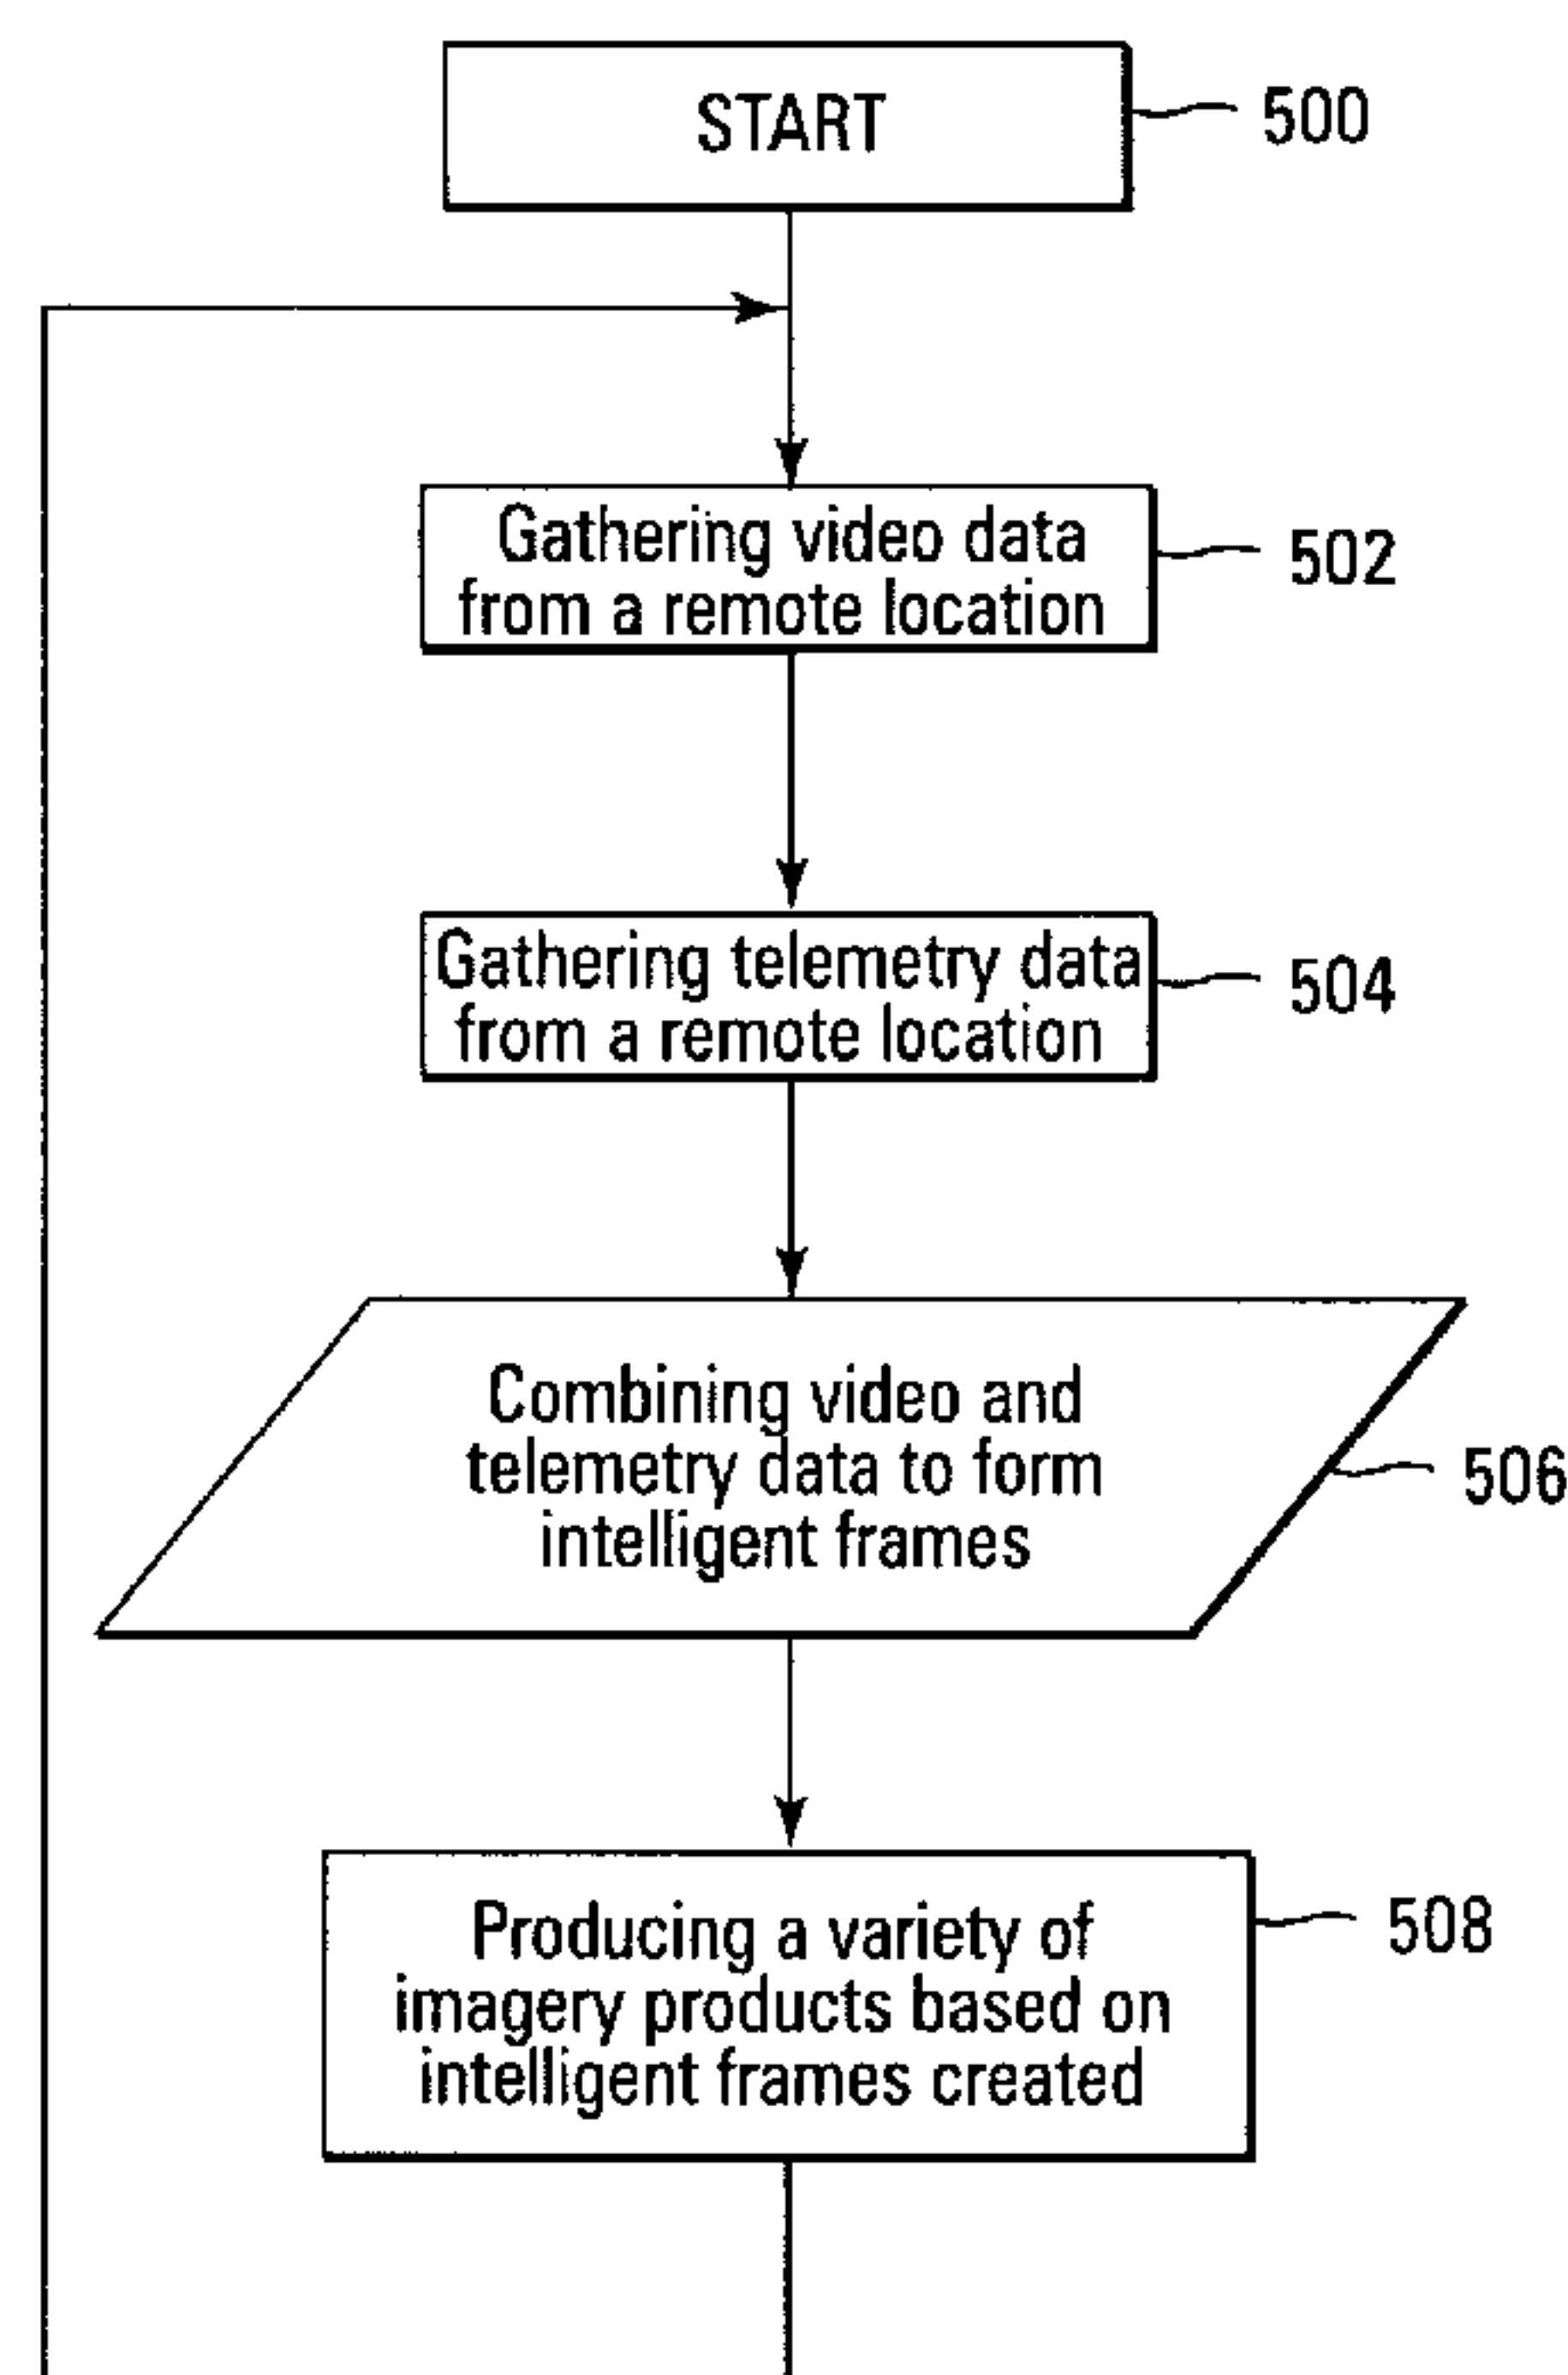 START
500
Gathering video data
from a remote location
502
Gathering telemetry data
from a remote location
504
Combining video and
telemetry data to form
intelligent frames
506
Producing a variety of
imagery products based on
intelligent frames created
508